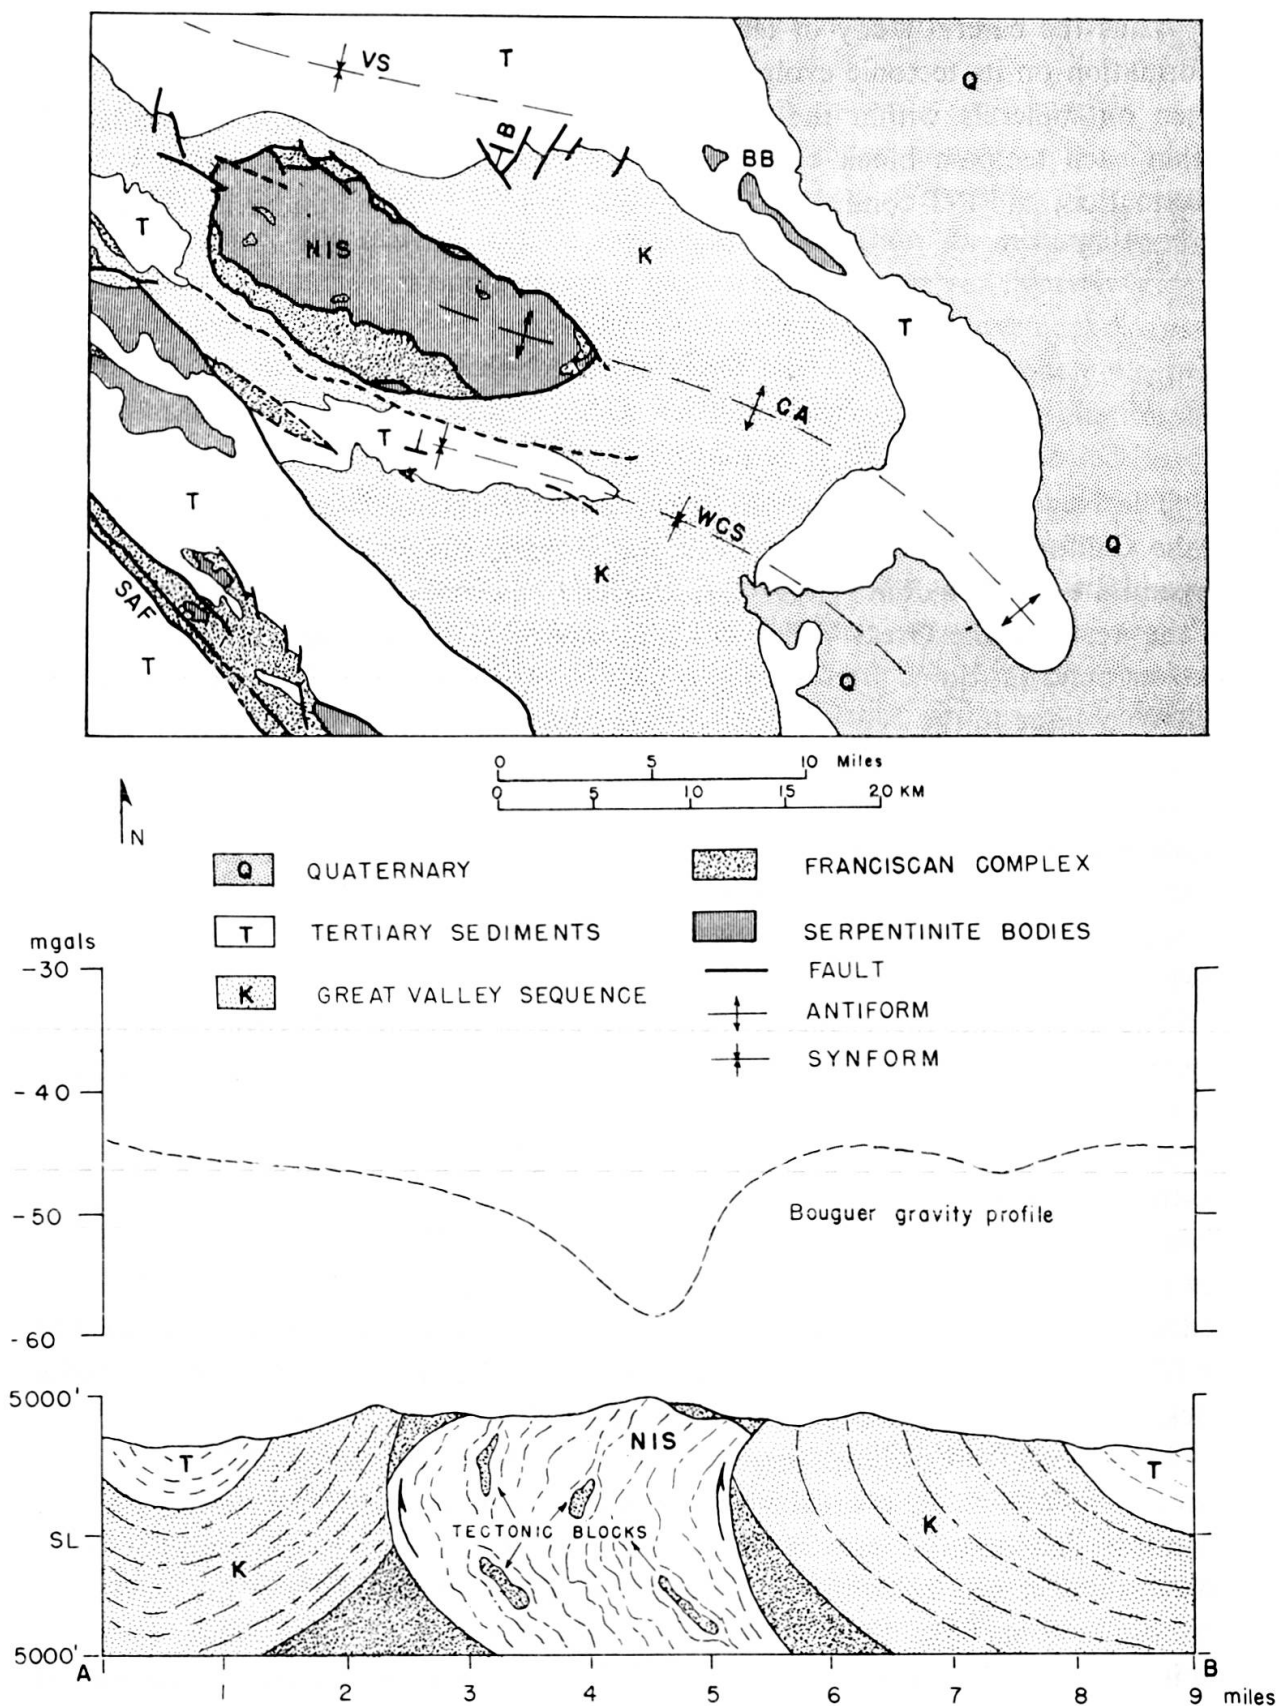 VS
T
Q
B
BB
T
NIS
K
T
CA
T
A
WCS
T
K
Q
SAF
T
Q
0 5 10 Miles
0 5 10 15 20 KM
N
Q QUATERNARY
FRANCISCAN COMPLEX
T TERTIARY SEDIMENTS
SERPENTINITE BODIES
K GREAT VALLEY SEQUENCE
FAULT
ANTIFORM
SYNFORM
mgals
-30
-40
-50
Bouguer gravity profile
-60
5000'
NIS
T
T
TECTONIC BLOCKS
SL
K
K
5000'
A
B
1 2 3 4 5 6 7 8 9 miles